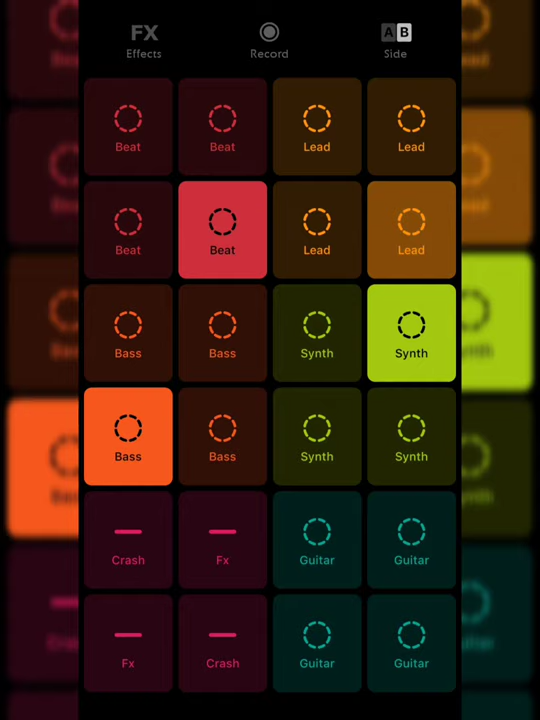 FX A B
Effects Record Side
Beat Beat Lead Lead
Beat Beat Lead Lead
Bass Bass Synth Synth
Bass Bass Synth Synth
Crash Fx Guitar Guitar
Fx Crash Guitar Guitar